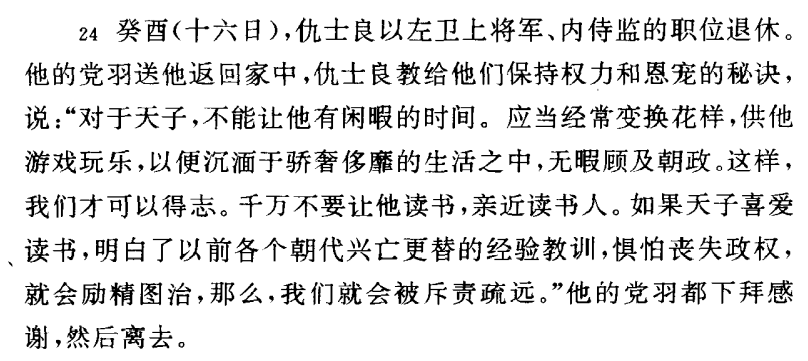 24 癸酉(十六日),仇士良以左卫上将军、内侍监的职位退休。
他的党羽送他返回家中,仇士良教给他们保持权力和恩宠的秘诀,
说:“对于天子,不能让他有闲暇的时间。应当经常变换花样,供他
游戏玩乐,以便沉湎于骄奢侈靡的生活之中,无暇顾及朝政。这样,
我们才可以得志。千万不要让他读书,亲近读书人。如果天子喜爱
读书,明白了以前各个朝代兴亡更替的经验教训,惧怕丧失政权,
就会励精图治,那么,我们就会被斥责疏远。”他的党羽都下拜感
谢,然后离去。